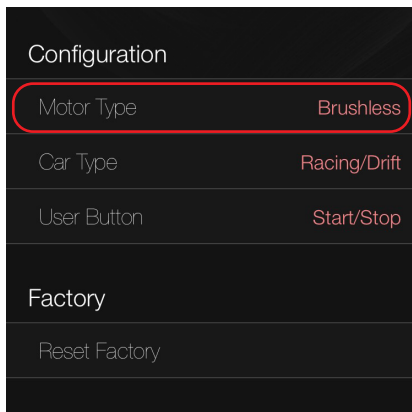 Configuration
Motor Type Brushless
Car Type Racing/Drift
User Button Start/Stop
Factory
Reset Factory